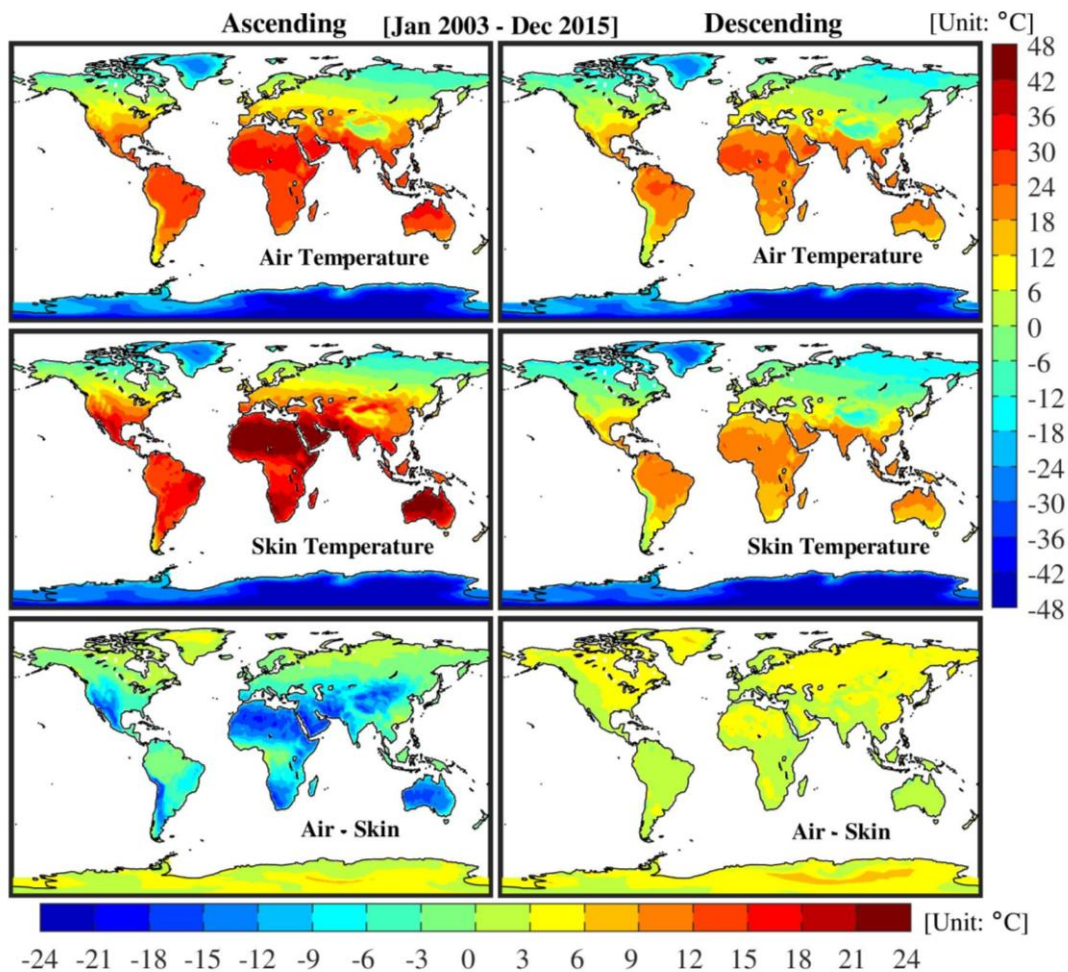 Ascending [Jan 2003 - Dec 2015] Descending [Unit: °C]
Air Temperature
Air Temperature
48
42
36
30
24
18
12
6
0
-6
-12
-18
-24
-30
-36
-42
-48
Skin Temperature
Skin Temperature
Air - Skin
Air - Skin
[Unit: °C]
-24 -21 -18 -15 -12 -9 -6 -3 0 3 6 9 12 15 18 21 24